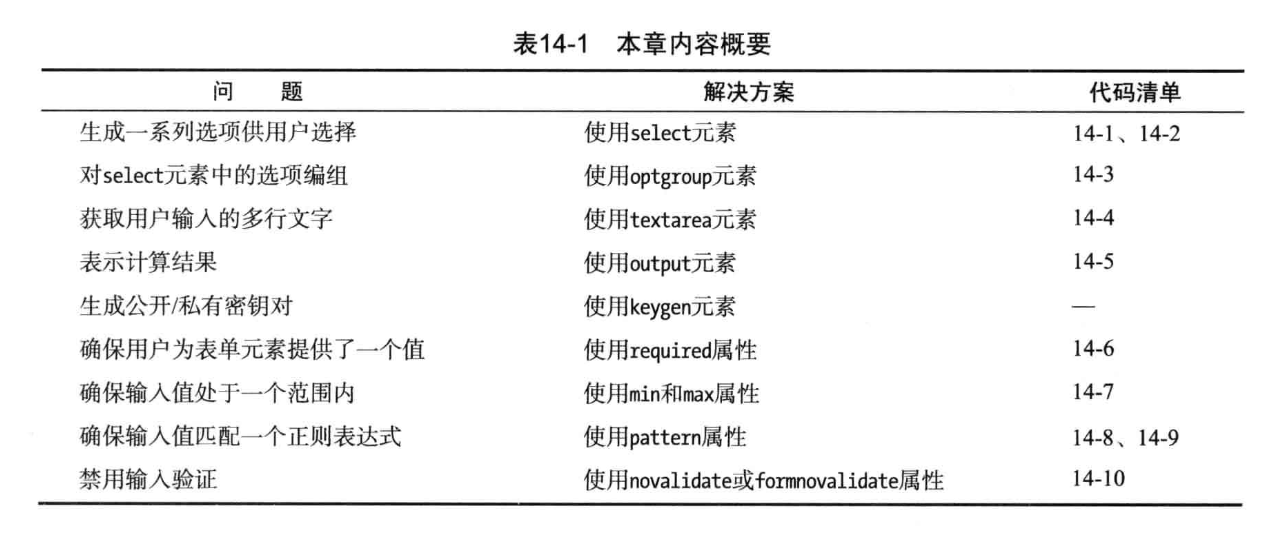 表14-1 本章内容概要
问 题 解决方案 代码清单
生成一系列选项供用户选择 使用select元素 14-1、14-2
对select元素中的选项编组 使用optgroup元素 14-3
获取用户输入的多行文字 使用textarea元素 14-4
表示计算结果 使用output元素 14-5
生成公开/私有密钥对 使用keygen元素 —
确保用户为表单元素提供了一个值 使用required属性 14-6
确保输入值处于一个范围内 使用min和max属性 14-7
确保输入值匹配一个正则表达式 使用pattern属性 14-8、14-9
禁用输入验证 使用novalidate或formnovalidate属性 14-10